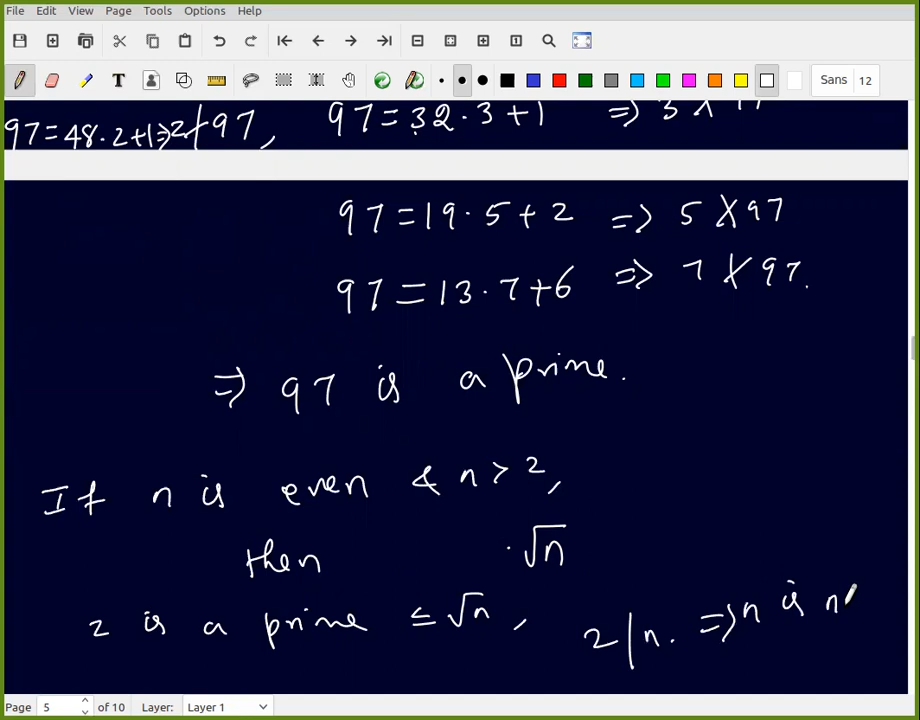 File Edit View Page Tools Options Help
Sans 12
97=48·2+1⇒2∤97, 97=32·3+1 ⇒ 3∤97
97=19·5+2 ⇒ 5∤97
97=13·7+6 ⇒ 7∤97.
⇒ 97 is a prime.
If n is even & n>2,
then ·√n
2 is a prime ≤√n, 2|n. ⇒n is n
Page 5 of 10 Layer: Layer 1